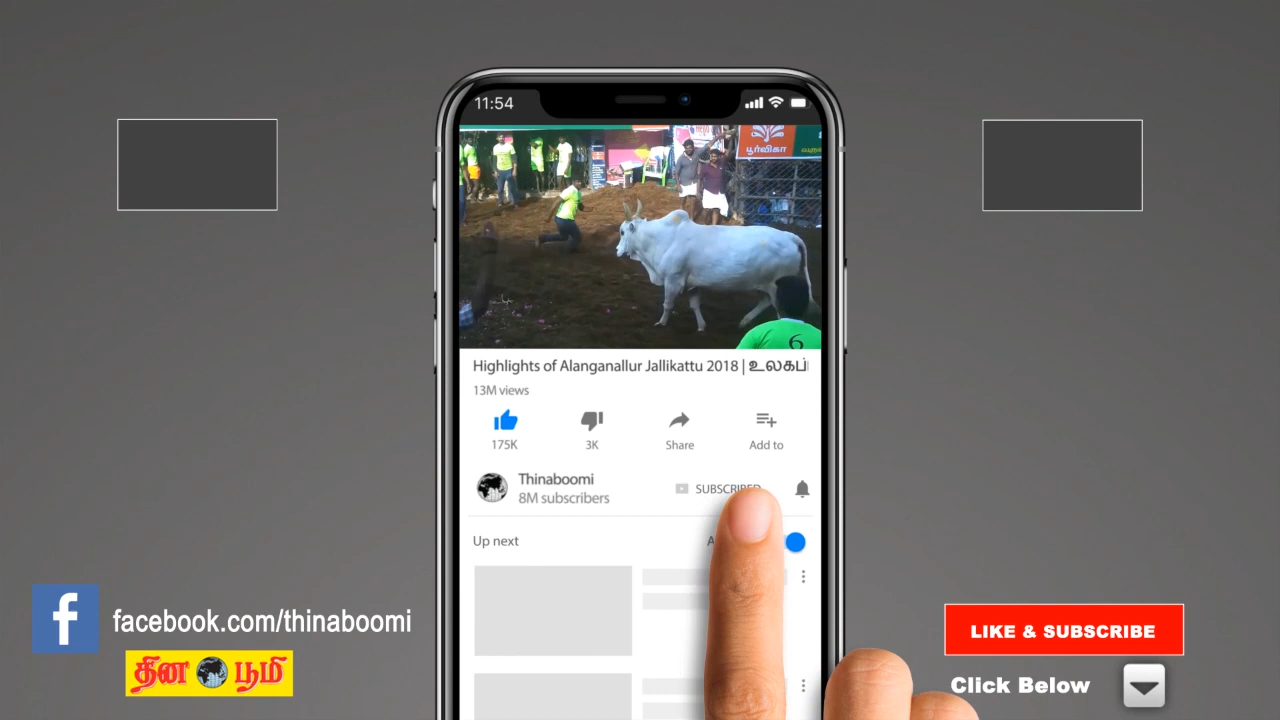 11:54
பூர்விகா
Highlights of Alanganallur Jallikattu 2018 | உலகப்
13M views
175K
3K
Share
Add to
Thinaboomi
8M subscribers
SUBSCRIBED
Up next
A
6
facebook.com/thinaboomi
தின பூமி
LIKE & SUBSCRIBE
Click Below